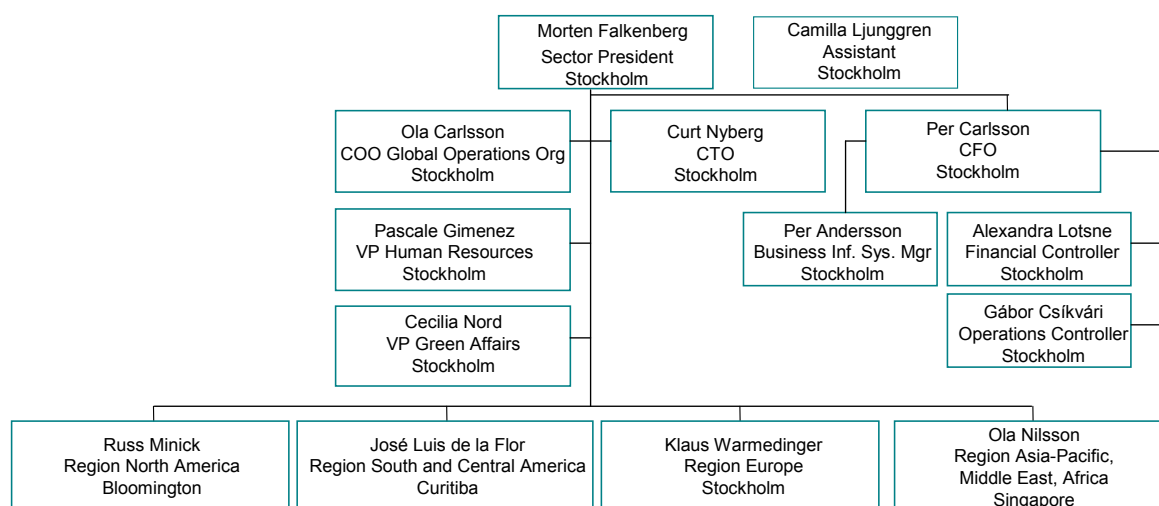 Morten Falkenberg
Sector President
Stockholm
Camilla Ljunggren
Assistant
Stockholm
Ola Carlsson
COO Global Operations Org
Stockholm
Curt Nyberg
CTO
Stockholm
Per Carlsson
CFO
Stockholm
Pascale Gimenez
VP Human Resources
Stockholm
Per Andersson
Business Inf. Sys. Mgr
Stockholm
Alexandra Lotsne
Financial Controller
Stockholm
Cecilia Nord
VP Green Affairs
Stockholm
Gábor Csíkvári
Operations Controller
Stockholm
Russ Minick
Region North America
Bloomington
José Luis de la Flor
Region South and Central America
Curitiba
Klaus Warmedinger
Region Europe
Stockholm
Ola Nilsson
Region Asia-Pacific,
Middle East, Africa
Singapore